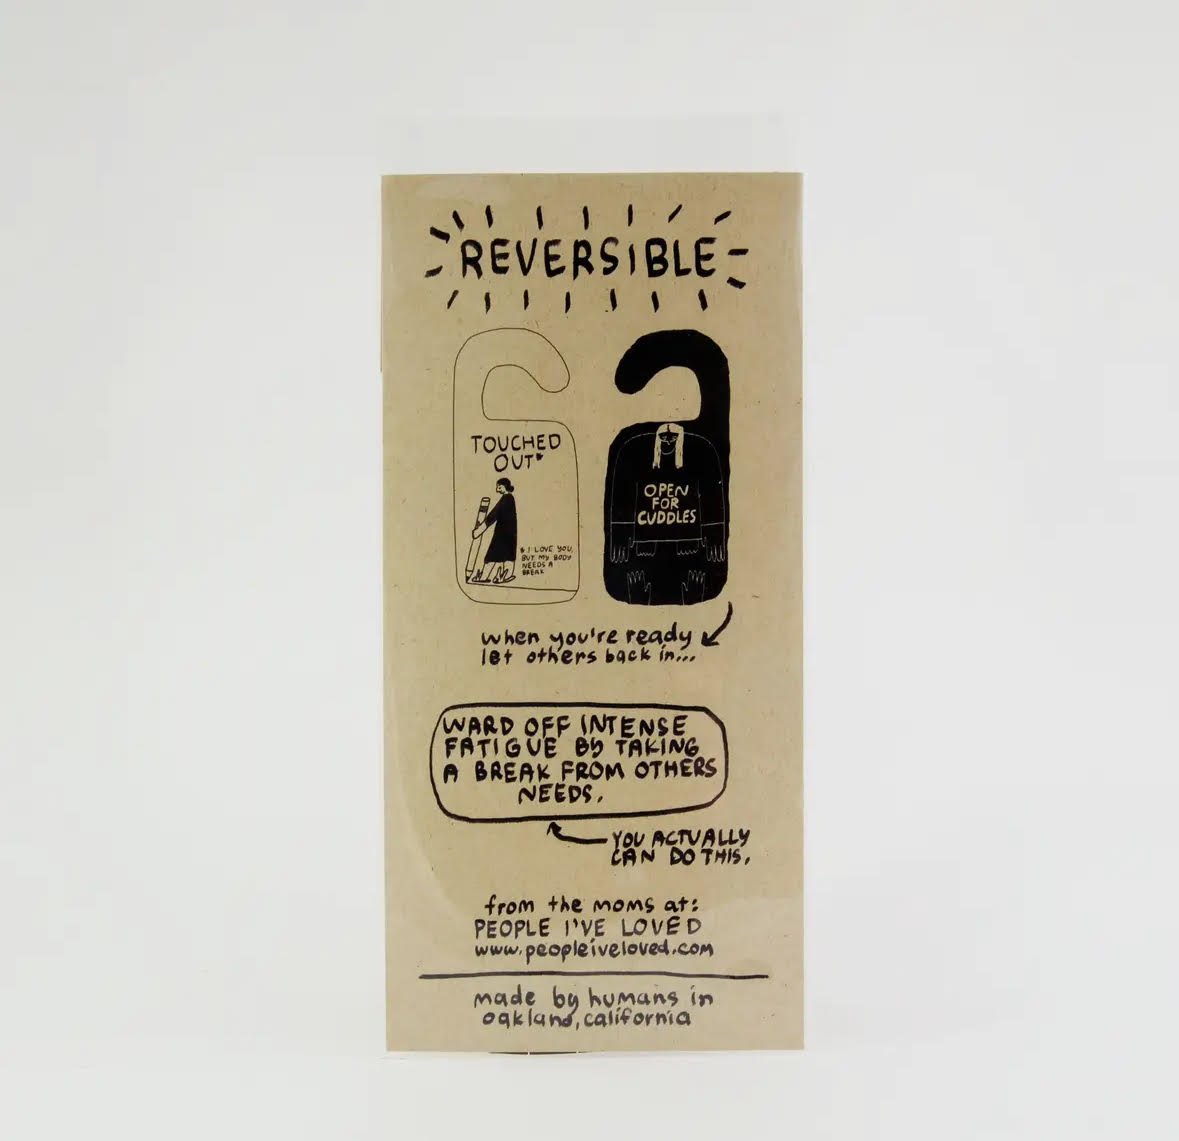 REVERSIBLE
TOUCHED
OUT*
* I LOVE YOU,
BUT MY BODY
NEEDS A
BREAK
OPEN
FOR
CUDDLES
when you're ready
let others back in...
WARD OFF INTENSE
FATIGUE BY TAKING
A BREAK FROM OTHERS
NEEDS.
YOU ACTUALLY
CAN DO THIS.
from the moms at:
PEOPLE I'VE LOVED
www.peopleiveloved.com
made by humans in
oakland, california